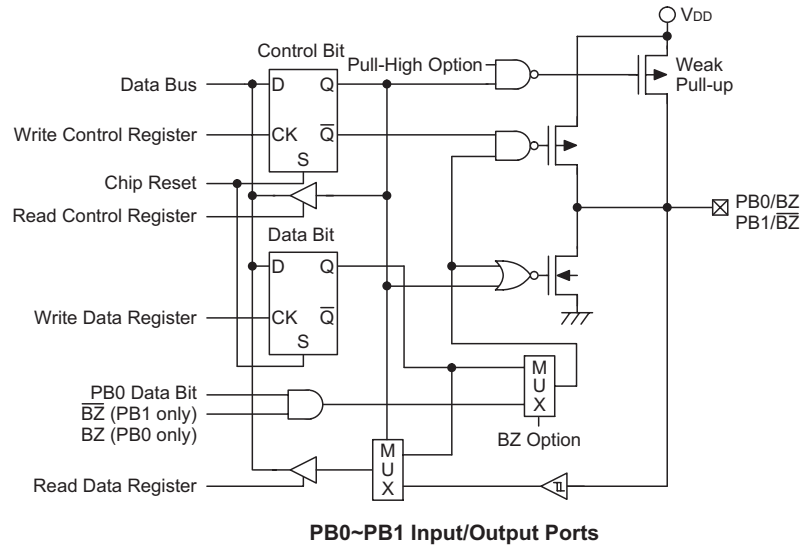 VDD
Control Bit
Pull-High Option
Weak
Pull-up
Data Bus
D
Q
Write Control Register
CK
Q̅
S
Chip Reset
Read Control Register
PB0/BZ
PB1/B̅Z̅
Data Bit
D
Q
Write Data Register
CK
Q̅
S
PB0 Data Bit
B̅Z̅ (PB1 only)
BZ (PB0 only)
M
U
X
BZ Option
M
U
X
Read Data Register
PB0~PB1 Input/Output Ports